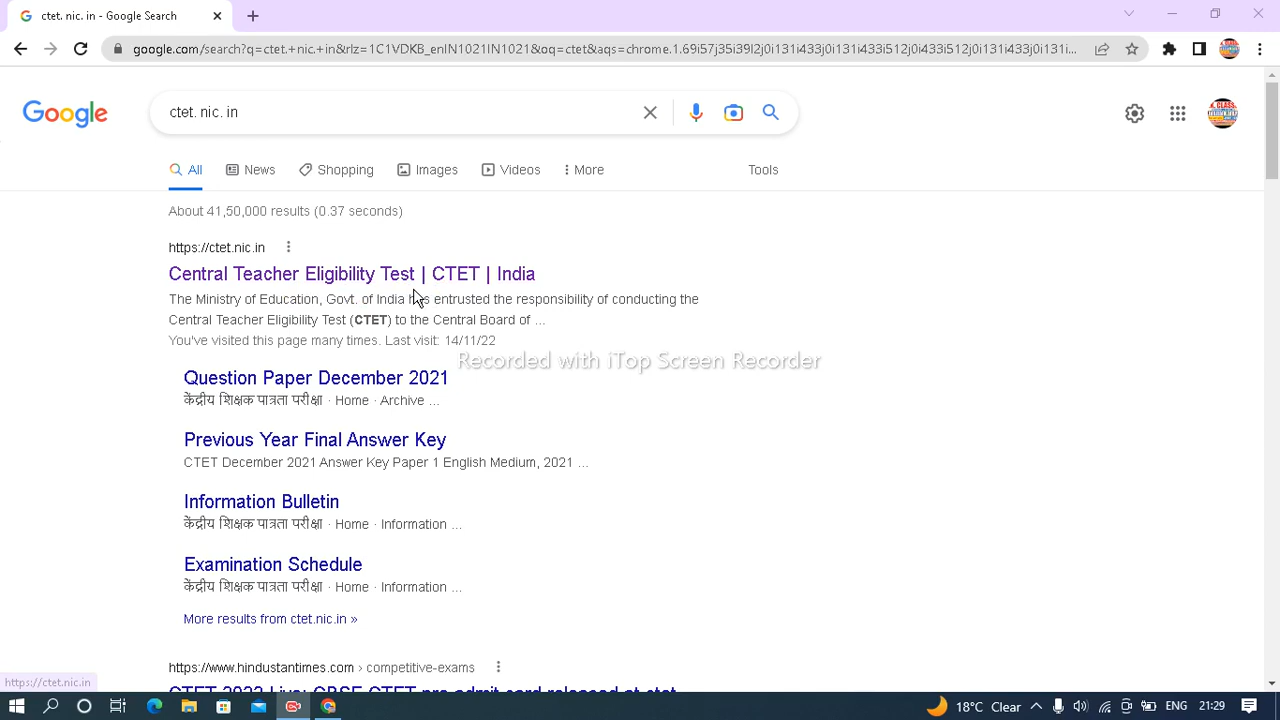 ctet. nic. in - Google Search
google.com/search?q=ctet.+nic.+in&rlz=1C1VDKB_enIN1021IN1021&oq=ctet&aqs=chrome.1.69i57j35i39l2j0i131i433j0i131i433i512j0i433i512j0i131i433j0i131i...
Google
ctet. nic. in
All
News
Shopping
Images
Videos
More
Tools
About 41,50,000 results (0.37 seconds)
https://ctet.nic.in
Central Teacher Eligibility Test | CTET | India
The Ministry of Education, Govt. of India has entrusted the responsibility of conducting the
Central Teacher Eligibility Test (CTET) to the Central Board of ...
You've visited this page many times. Last visit: 14/11/22
Recorded with iTop Screen Recorder
Question Paper December 2021
केंद्रीय शिक्षक पात्रता परीक्षा · Home · Archive ...
Previous Year Final Answer Key
CTET December 2021 Answer Key Paper 1 English Medium, 2021 ...
Information Bulletin
केंद्रीय शिक्षक पात्रता परीक्षा · Home · Information ...
Examination Schedule
केंद्रीय शिक्षक पात्रता परीक्षा · Home · Information ...
More results from ctet.nic.in »
https://www.hindustantimes.com › competitive-exams
https://ctet.nic.in
18°C Clear
ENG
21:29